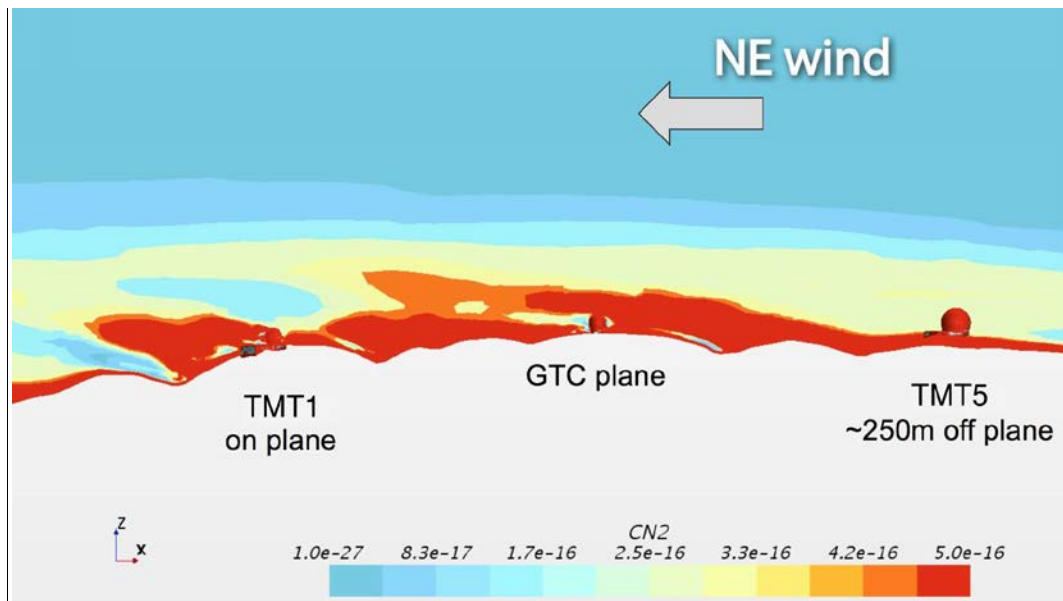 NE wind
TMT1
on plane
GTC plane
TMT5
~250m off plane
Z
X
CN2
1.0e-27 8.3e-17 1.7e-16 2.5e-16 3.3e-16 4.2e-16 5.0e-16